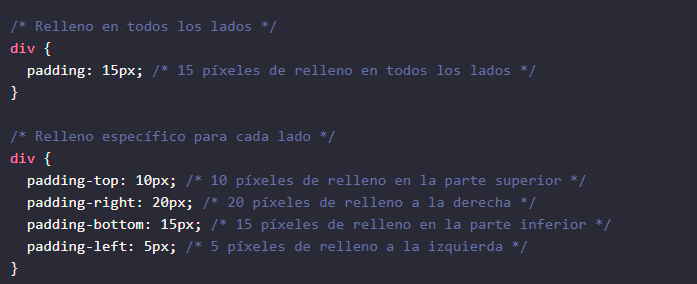 /* Relleno en todos los lados */
div {
  padding: 15px; /* 15 píxeles de relleno en todos los lados */
}

/* Relleno específico para cada lado */
div {
  padding-top: 10px; /* 10 píxeles de relleno en la parte superior */
  padding-right: 20px; /* 20 píxeles de relleno a la derecha */
  padding-bottom: 15px; /* 15 píxeles de relleno en la parte inferior */
  padding-left: 5px; /* 5 píxeles de relleno a la izquierda */
}